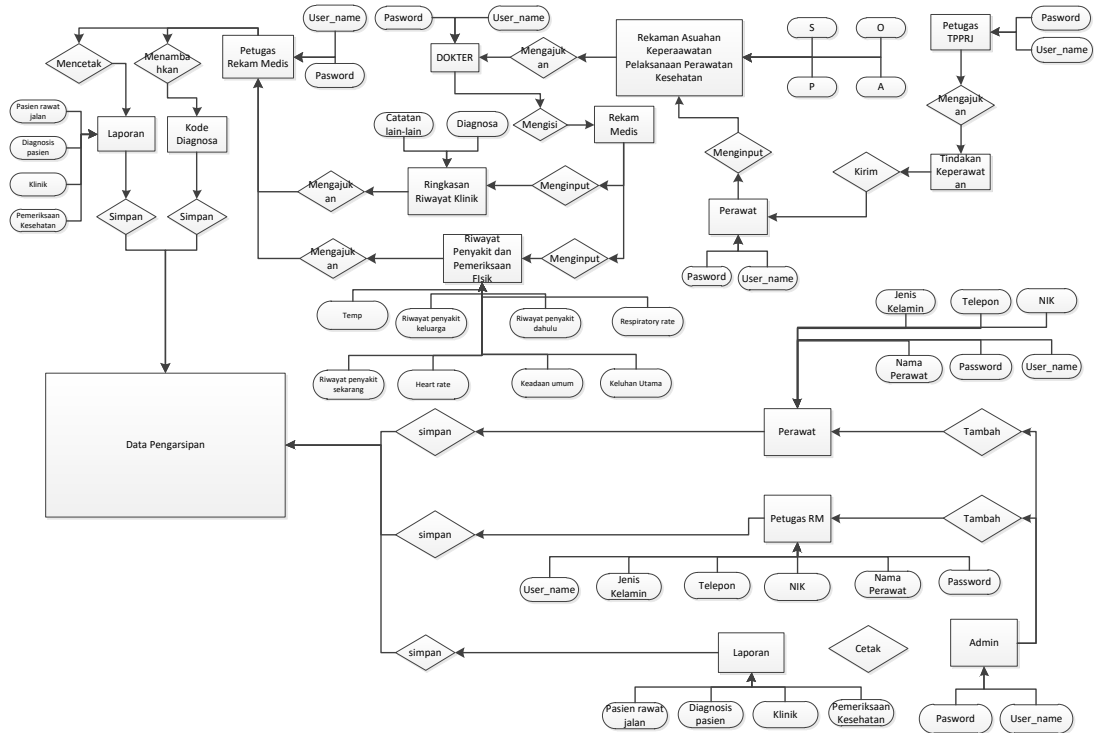 User_name
Pasword
Petugas
Rekam Medis
Mencetak
Menamba
hkan
Pasien rawat
jalan
Diagnosis
pasien
Klinik
Pemeriksaan
Kesehatan
Laporan
Kode
Diagnosa
Simpan
Simpan
Pasword
User_name
DOKTER
Mengajuk
an
Rekaman Asuahan
Keperaawatan
Pelaksanaan Perawatan
Kesehatan
S
O
P
A
Mengisi
Rekam
Medis
Catatan
lain-lain
Diagnosa
Mengajuk
an
Ringkasan
Riwayat Klinik
Menginput
Mengajuk
an
Riwayat
Penyakit dan
Pemeriksaan
FIsik
Menginput
Temp
Riwayat penyakit
keluarga
Riwayat penyakit
dahulu
Respiratory rate
Riwayat penyakit
sekarang
Heart rate
Keadaan umum
Keluhan Utama
Petugas
TPPRJ
Pasword
User_name
Mengajuk
an
Tindakan
Keperawat
an
Kirim
Menginput
Perawat
Pasword
User_name
Jenis
Kelamin
Telepon
NIK
Nama
Perawat
Password
User_name
Data Pengarsipan
simpan
Perawat
Tambah
simpan
Petugas RM
Tambah
User_name
Jenis
Kelamin
Telepon
NIK
Nama
Perawat
Password
simpan
Laporan
Cetak
Admin
Pasien rawat
jalan
Diagnosis
pasien
Klinik
Pemeriksaan
Kesehatan
Pasword
User_name